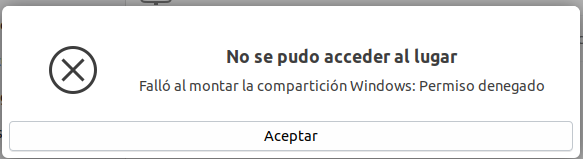 No se pudo acceder al lugar
Falló al montar la compartición Windows: Permiso denegado
Aceptar